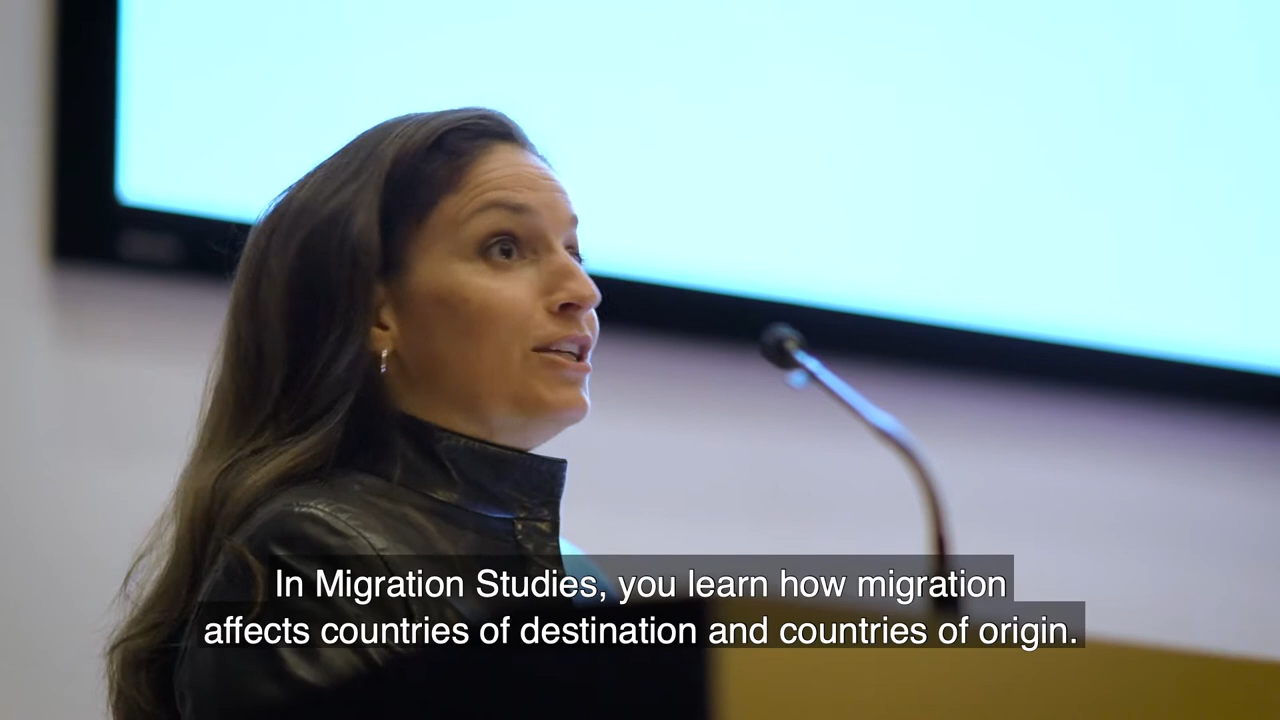 In Migration Studies, you learn how migration
affects countries of destination and countries of origin.